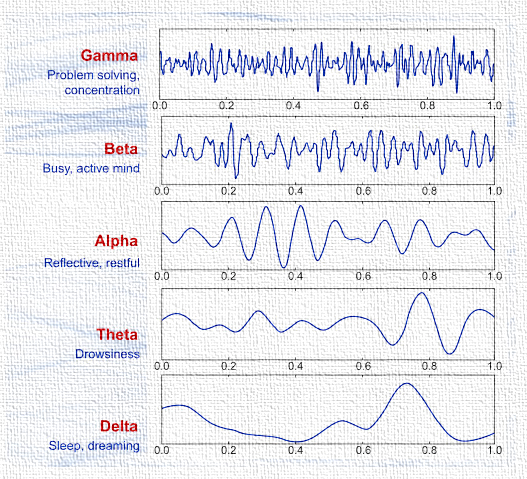 Gamma
Problem solving,
concentration
0.0 0.2 0.4 0.6 0.8 1.0
Beta
Busy, active mind
0.0 0.2 0.4 0.6 0.8 1.0
Alpha
Reflective, restful
0.0 0.2 0.4 0.6 0.8 1.0
Theta
Drowsiness
0.0 0.2 0.4 0.6 0.8 1.0
Delta
Sleep, dreaming
0.0 0.2 0.4 0.6 0.8 1.0